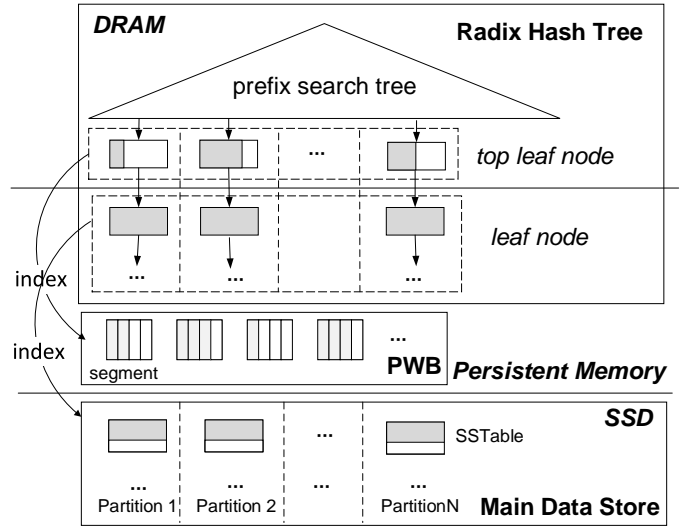 DRAM
Radix Hash Tree
prefix search tree
...
top leaf node
leaf node
... ... ...
index
index
...
segment
PWB
Persistent Memory
SSD
...
SSTable
... ... ... ...
Partition 1 Partition 2 PartitionN
Main Data Store